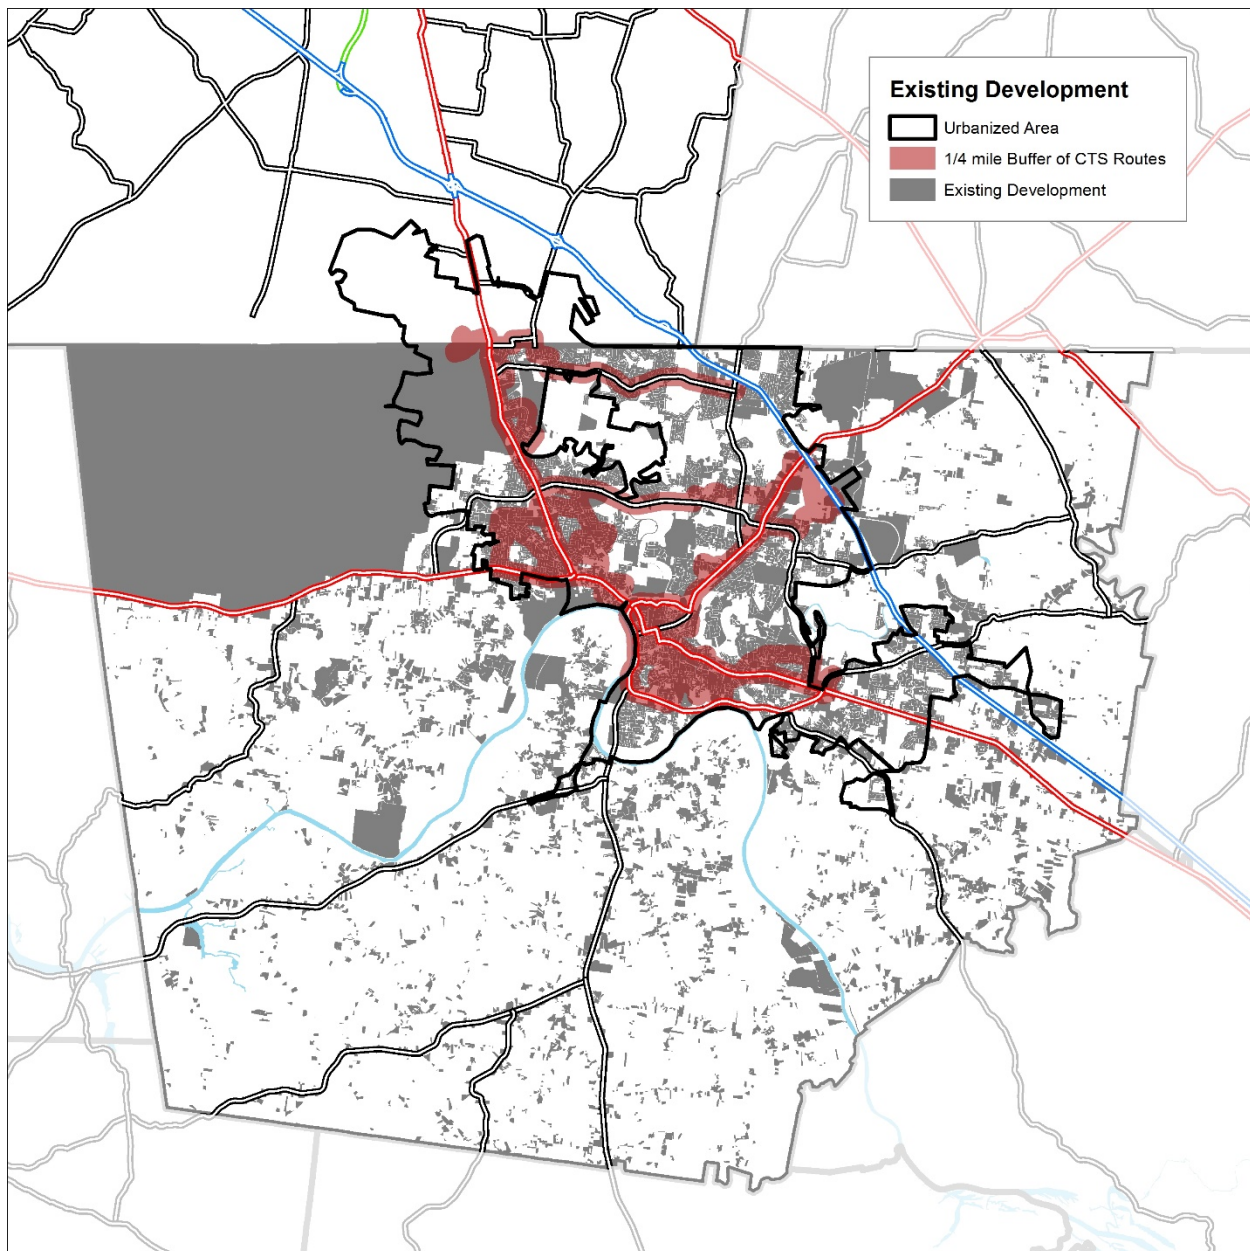 Existing Development
Urbanized Area
1/4 mile Buffer of CTS Routes
Existing Development